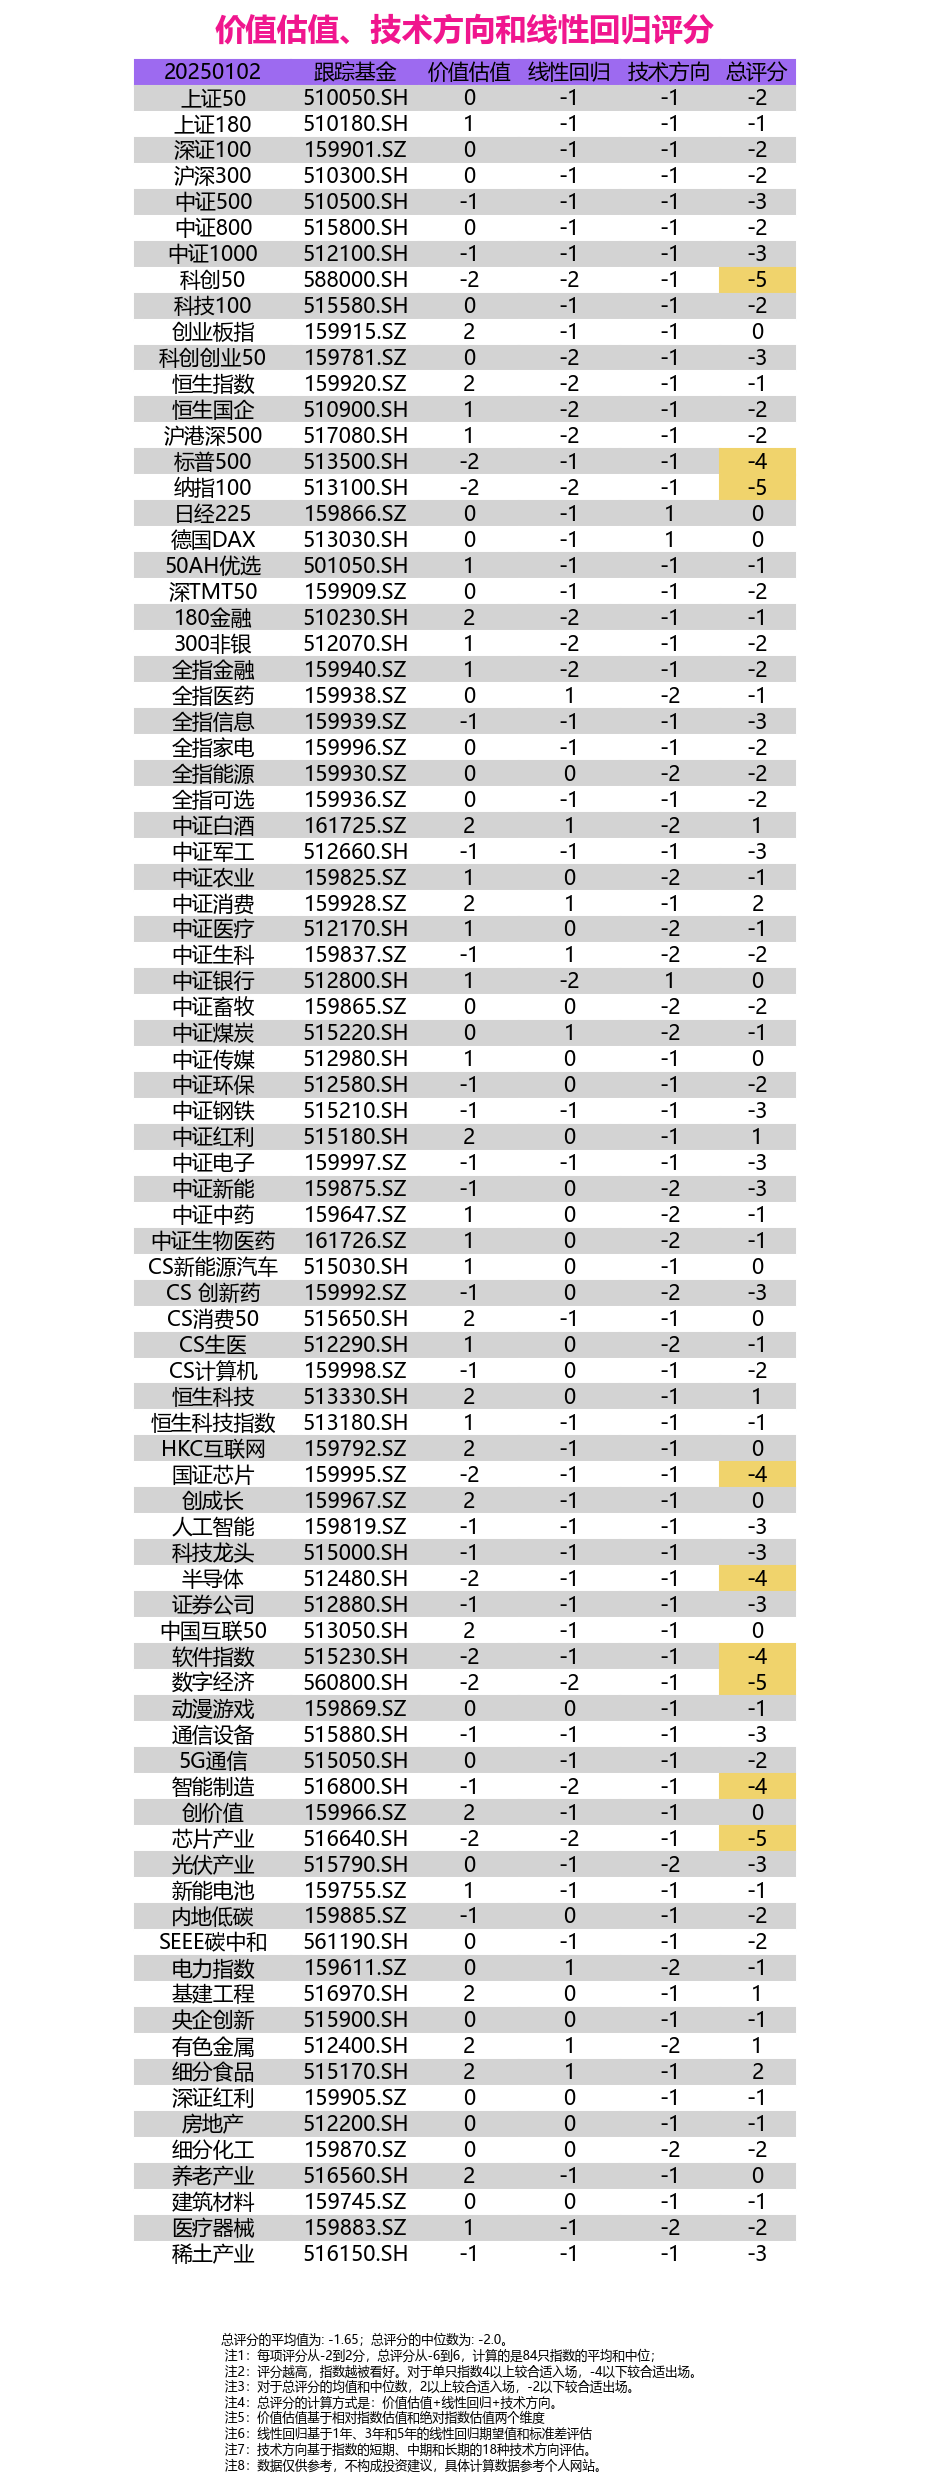 价值估值、技术方向和线性回归评分
20250102 跟踪基金 价值估值 线性回归 技术方向 总评分
上证50 510050.SH 0 -1 -1 -2
上证180 510180.SH 1 -1 -1 -1
深证100 159901.SZ 0 -1 -1 -2
沪深300 510300.SH 0 -1 -1 -2
中证500 510500.SH -1 -1 -1 -3
中证800 515800.SH 0 -1 -1 -2
中证1000 512100.SH -1 -1 -1 -3
科创50 588000.SH -2 -2 -1 -5
科技100 515580.SH 0 -1 -1 -2
创业板指 159915.SZ 2 -1 -1 0
科创创业50 159781.SZ 0 -2 -1 -3
恒生指数 159920.SZ 2 -2 -1 -1
恒生国企 510900.SH 1 -2 -1 -2
沪港深500 517080.SH 1 -2 -1 -2
标普500 513500.SH -2 -1 -1 -4
纳指100 513100.SH -2 -2 -1 -5
日经225 159866.SZ 0 -1 1 0
德国DAX 513030.SH 0 -1 1 0
50AH优选 501050.SH 1 -1 -1 -1
深TMT50 159909.SZ 0 -1 -1 -2
180金融 510230.SH 2 -2 -1 -1
300非银 512070.SH 1 -2 -1 -2
全指金融 159940.SZ 1 -2 -1 -2
全指医药 159938.SZ 0 1 -2 -1
全指信息 159939.SZ -1 -1 -1 -3
全指家电 159996.SZ 0 -1 -1 -2
全指能源 159930.SZ 0 0 -2 -2
全指可选 159936.SZ 0 -1 -1 -2
中证白酒 161725.SZ 2 1 -2 1
中证军工 512660.SH -1 -1 -1 -3
中证农业 159825.SZ 1 0 -2 -1
中证消费 159928.SZ 2 1 -1 2
中证医疗 512170.SH 1 0 -2 -1
中证生科 159837.SZ -1 1 -2 -2
中证银行 512800.SH 1 -2 1 0
中证畜牧 159865.SZ 0 0 -2 -2
中证煤炭 515220.SH 0 1 -2 -1
中证传媒 512980.SH 1 0 -1 0
中证环保 512580.SH -1 0 -1 -2
中证钢铁 515210.SH -1 -1 -1 -3
中证红利 515180.SH 2 0 -1 1
中证电子 159997.SZ -1 -1 -1 -3
中证新能 159875.SZ -1 0 -2 -3
中证中药 159647.SZ 1 0 -2 -1
中证生物医药 161726.SZ 1 0 -2 -1
CS新能源汽车 515030.SH 1 0 -1 0
CS 创新药 159992.SZ -1 0 -2 -3
CS消费50 515650.SH 2 -1 -1 0
CS生医 512290.SH 1 0 -2 -1
CS计算机 159998.SZ -1 0 -1 -2
恒生科技 513330.SH 2 0 -1 1
恒生科技指数 513180.SH 1 -1 -1 -1
HKC互联网 159792.SZ 2 -1 -1 0
国证芯片 159995.SZ -2 -1 -1 -4
创成长 159967.SZ 2 -1 -1 0
人工智能 159819.SZ -1 -1 -1 -3
科技龙头 515000.SH -1 -1 -1 -3
半导体 512480.SH -2 -1 -1 -4
证券公司 512880.SH -1 -1 -1 -3
中国互联50 513050.SH 2 -1 -1 0
软件指数 515230.SH -2 -1 -1 -4
数字经济 560800.SH -2 -2 -1 -5
动漫游戏 159869.SZ 0 0 -1 -1
通信设备 515880.SH -1 -1 -1 -3
5G通信 515050.SH 0 -1 -1 -2
智能制造 516800.SH -1 -2 -1 -4
创价值 159966.SZ 2 -1 -1 0
芯片产业 516640.SH -2 -2 -1 -5
光伏产业 515790.SH 0 -1 -2 -3
新能电池 159755.SZ 1 -1 -1 -1
内地低碳 159885.SZ -1 0 -1 -2
SEEE碳中和 561190.SH 0 -1 -1 -2
电力指数 159611.SZ 0 1 -2 -1
基建工程 516970.SH 2 0 -1 1
央企创新 515900.SH 0 0 -1 -1
有色金属 512400.SH 2 1 -2 1
细分食品 515170.SH 2 1 -1 2
深证红利 159905.SZ 0 0 -1 -1
房地产 512200.SH 0 0 -1 -1
细分化工 159870.SZ 0 0 -2 -2
养老产业 516560.SH 2 -1 -1 0
建筑材料 159745.SZ 0 0 -1 -1
医疗器械 159883.SZ 1 -1 -2 -2
稀土产业 516150.SH -1 -1 -1 -3
总评分的平均值为: -1.65；总评分的中位数为: -2.0。
注1：每项评分从-2到2分，总评分从-6到6，计算的是84只指数的平均和中位；
注2：评分越高，指数越被看好。对于单只指数4以上较合适入场，-4以下较合适出场。
注3：对于总评分的均值和中位数，2以上较合适入场，-2以下较合适出场。
注4：总评分的计算方式是：价值估值+线性回归+技术方向。
注5：价值估值基于相对指数估值和绝对指数估值两个维度
注6：线性回归基于1年、3年和5年的线性回归期望值和标准差评估
注7：技术方向基于指数的短期、中期和长期的18种技术方向评估。
注8：数据仅供参考，不构成投资建议，具体计算数据参考个人网站。